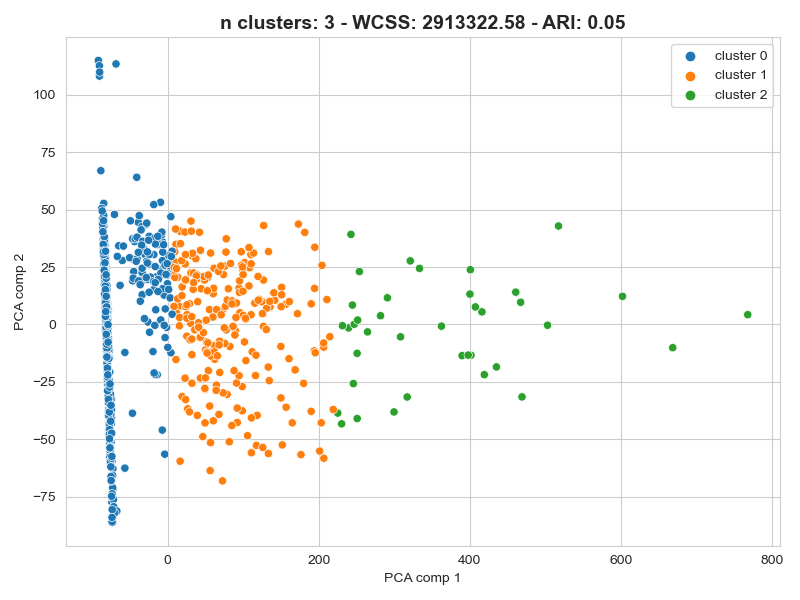 n clusters: 3 - WCSS: 2913322.58 - ARI: 0.05
cluster 0
cluster 1
cluster 2
PCA comp 2
100
75
50
25
0
−25
−50
−75
0 200 400 600 800
PCA comp 1